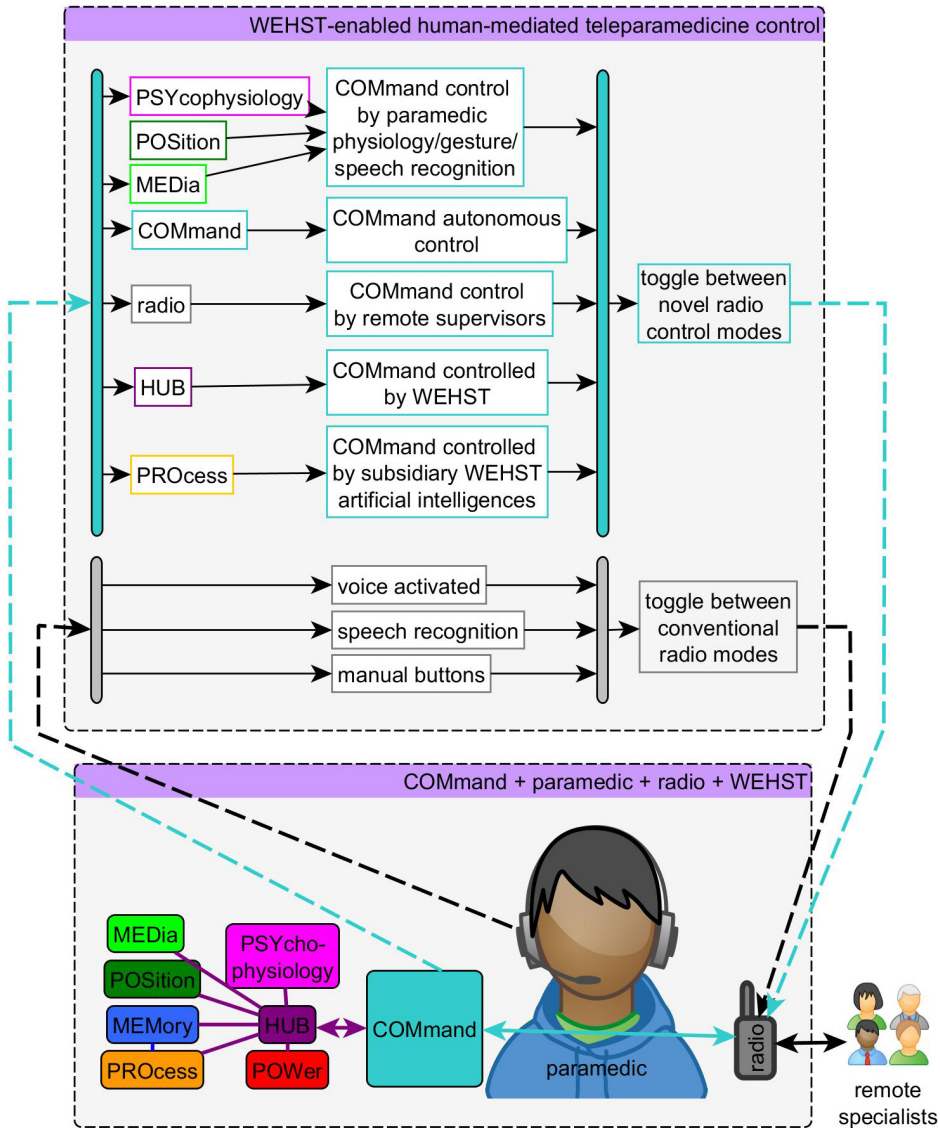 WEHST-enabled human-mediated teleparamedicine control
PSYcophysiology
POSition
MEDia
COMmand control
by paramedic
physiology/gesture/
speech recognition
COMmand
COMmand autonomous
control
radio
COMmand control
by remote supervisors
toggle between
novel radio
control modes
HUB
COMmand controlled
by WEHST
PROcess
COMmand controlled
by subsidiary WEHST
artificial intelligences
voice activated
speech recognition
manual buttons
toggle between
conventional
radio modes
COMmand + paramedic + radio + WEHST
MEDia
POSition
MEMory
PROcess
PSYcho-
physiology
HUB
POWer
COMmand
paramedic
radio
remote
specialists